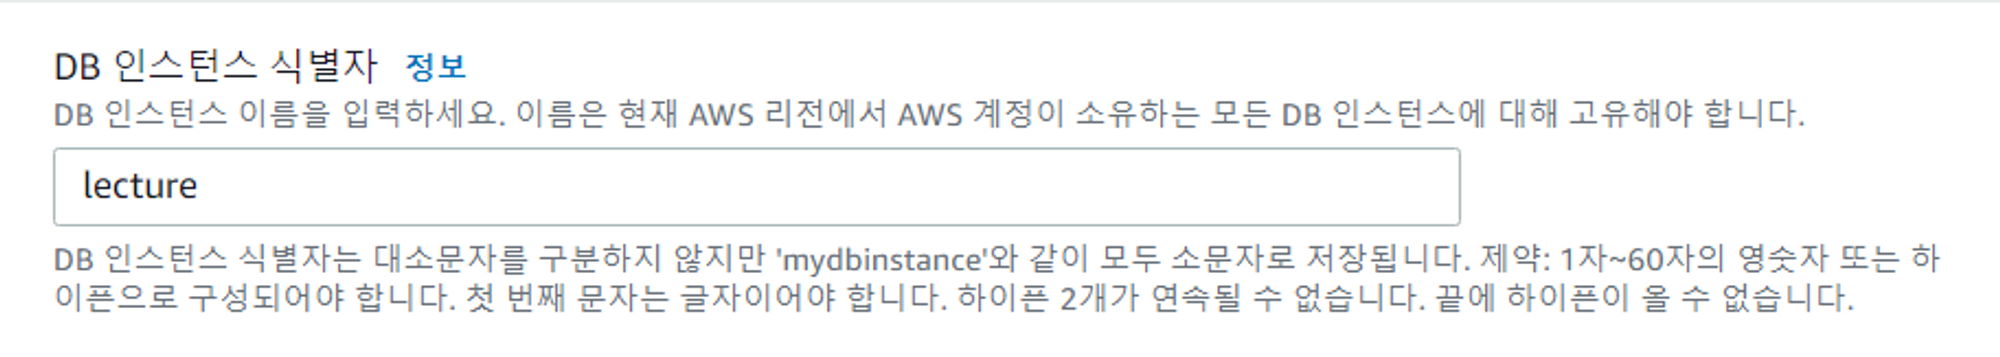 DB 인스턴스 식별자 정보
DB 인스턴스 이름을 입력하세요. 이름은 현재 AWS 리전에서 AWS 계정이 소유하는 모든 DB 인스턴스에 대해 고유해야 합니다.
lecture
DB 인스턴스 식별자는 대소문자를 구분하지 않지만 'mydbinstance'와 같이 모두 소문자로 저장됩니다. 제약: 1자~60자의 영숫자 또는 하
이픈으로 구성되어야 합니다. 첫 번째 문자는 글자이어야 합니다. 하이픈 2개가 연속될 수 없습니다. 끝에 하이픈이 올 수 없습니다.